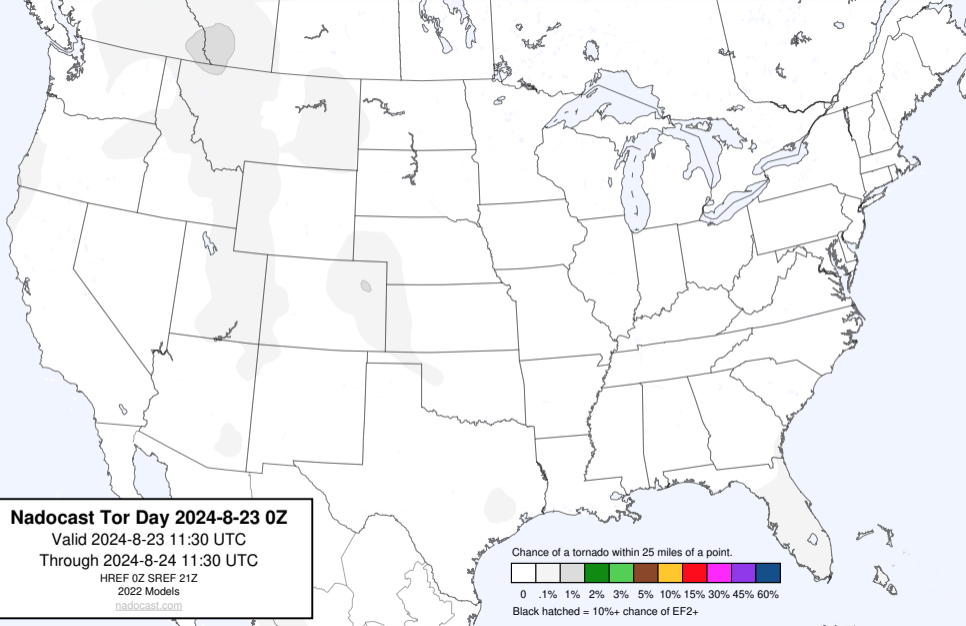 Nadocast Tor Day 2024-8-23 0Z
Valid 2024-8-23 11:30 UTC
Through 2024-8-24 11:30 UTC
HREF 0Z SREF 21Z
2022 Models
nadocast.com
Chance of a tornado within 25 miles of a point.
0 .1% 1% 2% 3% 5% 10% 15% 30% 45% 60%
Black hatched = 10%+ chance of EF2+